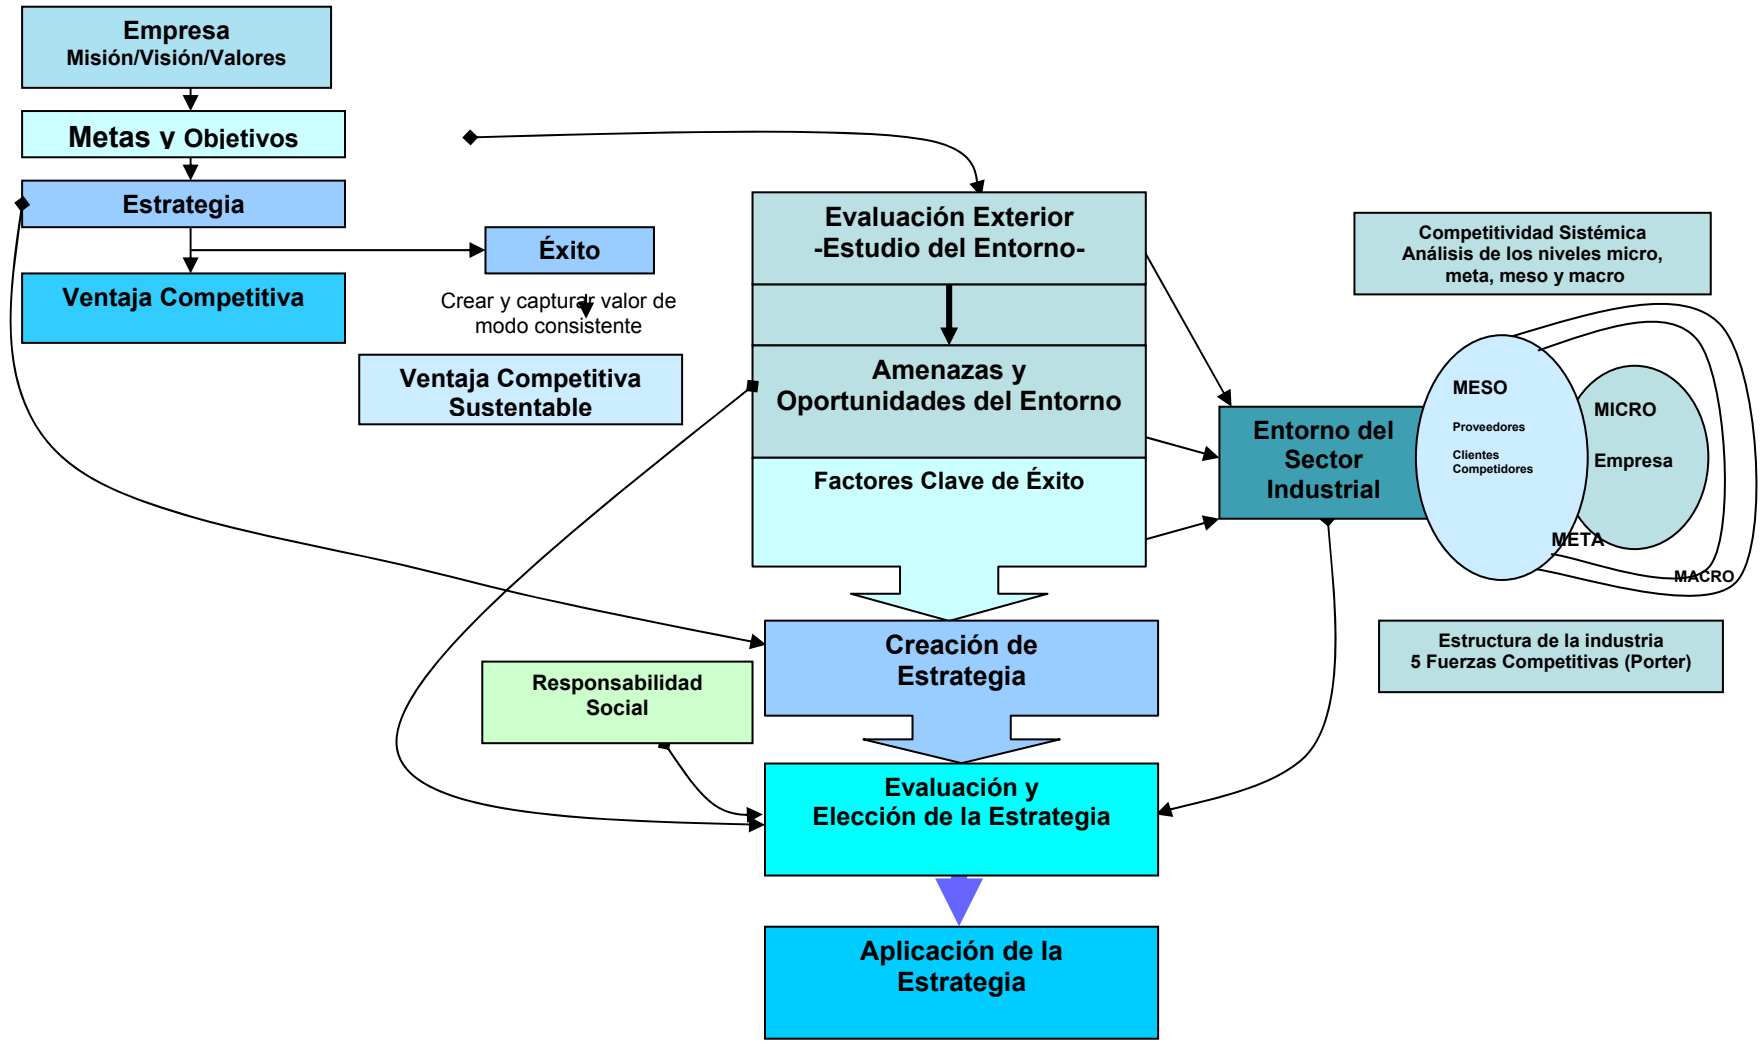 Empresa
Misión/Visión/Valores
Metas y Objetivos
Estrategia
Éxito
Ventaja Competitiva
Crear y capturar valor de
modo consistente
Ventaja Competitiva
Sustentable
Evaluación Exterior
-Estudio del Entorno-
Amenazas y
Oportunidades del Entorno
Factores Clave de Éxito
Competitividad Sistémica
Análisis de los niveles micro,
meta, meso y macro
Entorno del
Sector
Industrial
MESO
Proveedores
Clientes
Competidores
MICRO
Empresa
META
MACRO
Estructura de la industria
5 Fuerzas Competitivas (Porter)
Creación de
Estrategia
Responsabilidad
Social
Evaluación y
Elección de la Estrategia
Aplicación de la
Estrategia